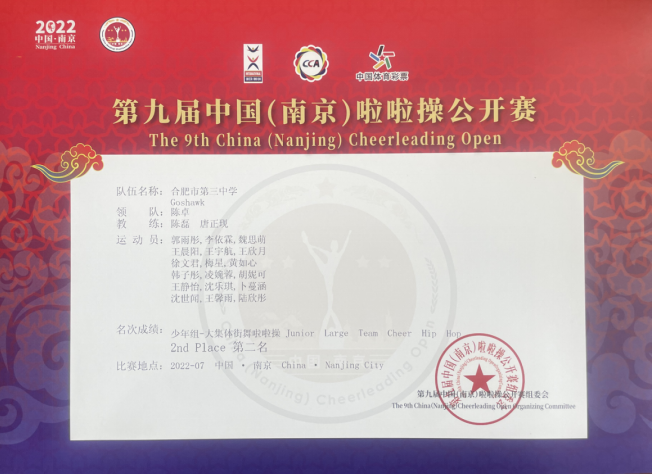 2022
中国·南京
Nanjing China
CCA
中国体育彩票
第九届中国(南京)啦啦操公开赛
The 9th China (Nanjing) Cheerleading Open
队伍名称: 合肥市第三中学
Goshawk
领 队: 陈卓
教 练: 陈磊 唐正现
运 动 员: 郭雨彤,李依霖,魏思萌
王晨阳,王宇航,王欣月
徐文君,梅星,黄如心
韩子彤,凌婉蓉,胡妮可
王静怡,沈乐琪,卜蔓涵
沈世闻,王馨雨,陆欣彤
名次成绩: 少年组-大集体街舞啦啦操 Junior Large Team Cheer Hip Hop
2nd Place 第二名
比赛地点: 2022-07 中国 · 南京 China · Nanjing City
第九届中国(南京)啦啦操公开赛组委会
The 9th China(Nanjing)Cheerleading Open Organizing Committee